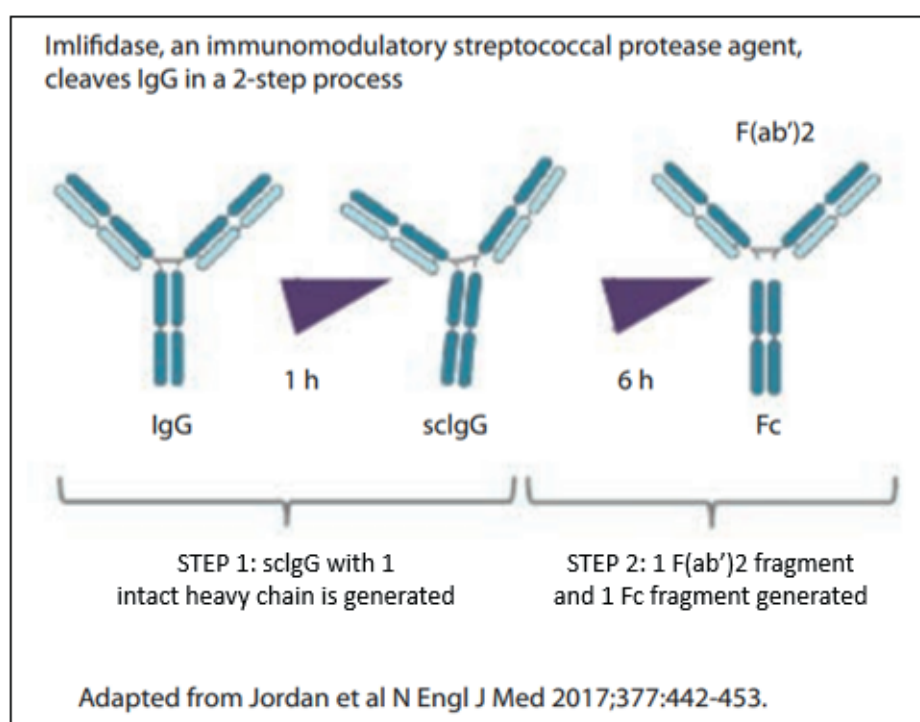 Imlifidase, an immunomodulatory streptococcal protease agent,
cleaves IgG in a 2-step process
F(ab')2
1 h
6 h
IgG
scIgG
Fc
STEP 1: scIgG with 1
intact heavy chain is generated
STEP 2: 1 F(ab')2 fragment
and 1 Fc fragment generated
Adapted from Jordan et al N Engl J Med 2017;377:442-453.